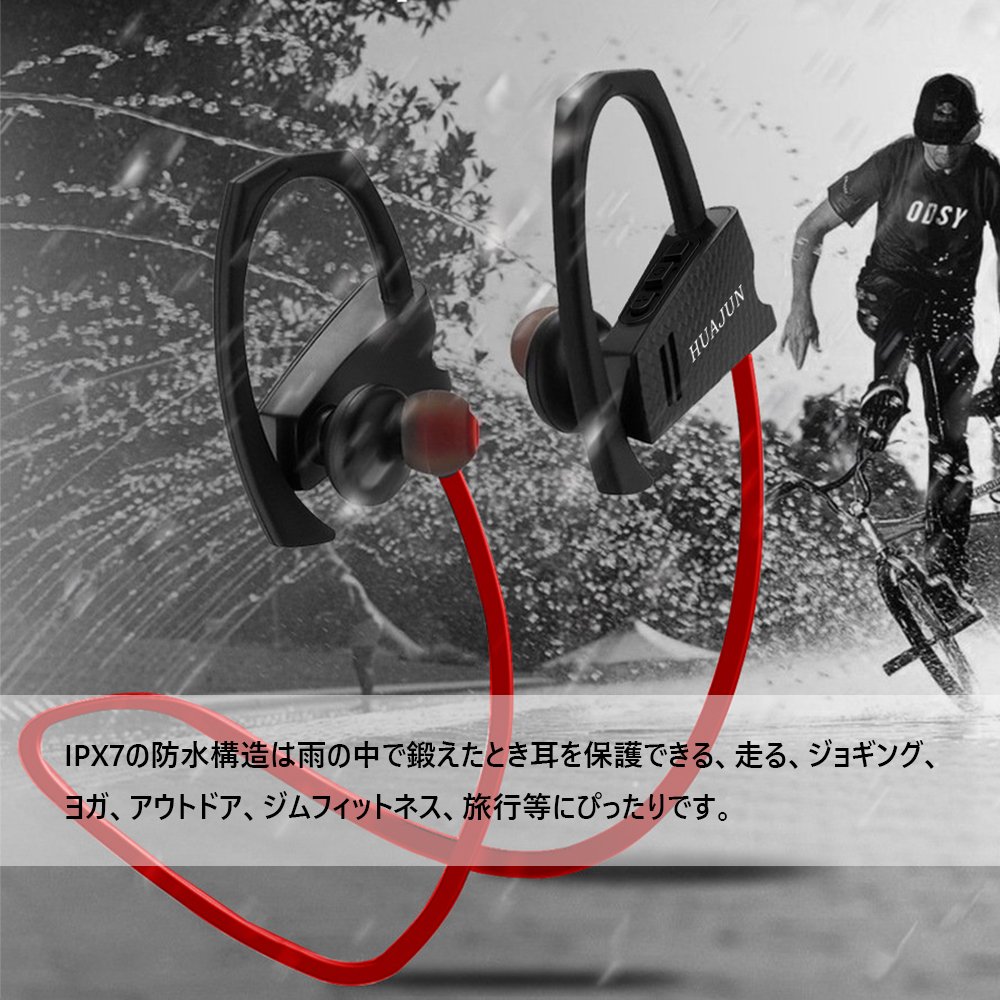 ODSY
HUAJUN
IPX7の防水構造は雨の中で鍛えたとき耳を保護できる、走る、ジョギング、
ヨガ、アウトドア、ジムフィットネス、旅行等にぴったりです。